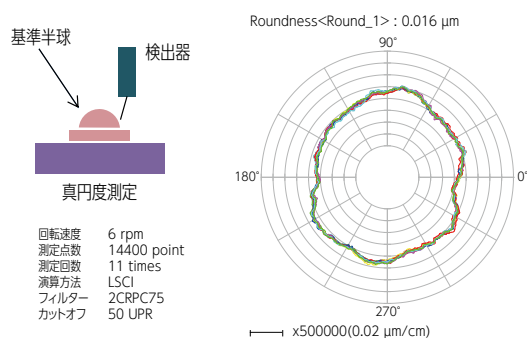 基準半球
検出器
真円度測定
回転速度 6 rpm
測定点数 14400 point
測定回数 11 times
演算方法 LSCI
フィルター 2CRPC75
カットオフ 50 UPR
Roundness<Round_1> : 0.016 μm
90°
180°
0°
270°
x500000(0.02 μm/cm)